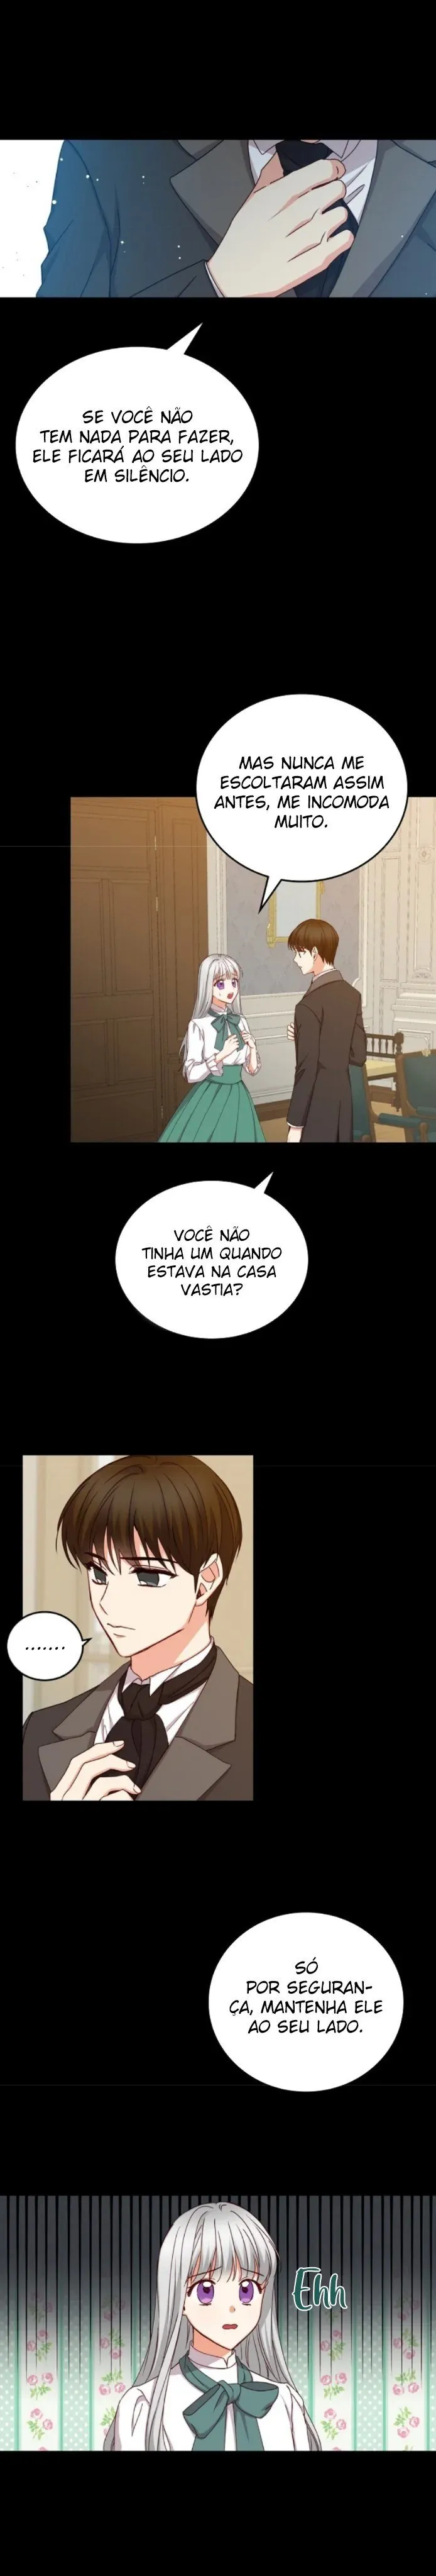 SE VOCÊ NÃO
TEM NADA PARA FAZER,
ELE FICARÁ AO SEU LADO
EM SILÊNCIO.
MAS NUNCA ME
ESCOLTARAM ASSIM
ANTES, ME INCOMODA
MUITO.
VOCÊ NÃO
TINHA UM QUANDO
ESTAVA NA CASA
VASTIA?
.......
SÓ
POR SEGURAN-
ÇA, MANTENHA ELE
AO SEU LADO.
Ehh